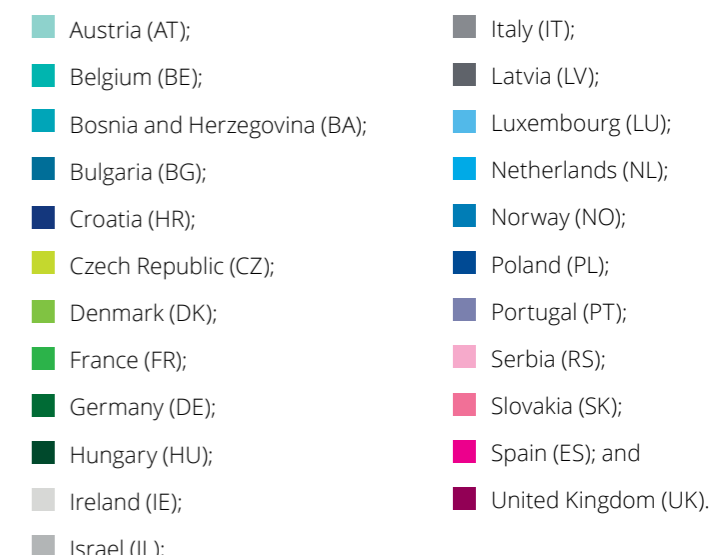 Austria (AT);
Belgium (BE);
Bosnia and Herzegovina (BA);
Bulgaria (BG);
Croatia (HR);
Czech Republic (CZ);
Denmark (DK);
France (FR);
Germany (DE);
Hungary (HU);
Ireland (IE);
Israel (IL);
Italy (IT);
Latvia (LV);
Luxembourg (LU);
Netherlands (NL);
Norway (NO);
Poland (PL);
Portugal (PT);
Serbia (RS);
Slovakia (SK);
Spain (ES); and
United Kingdom (UK).